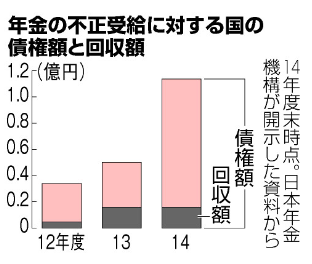 年金の不正受給に対する国の
債権額と回収額
1.2(億円)
1.0
0.8
0.6
0.4
0.2
0
12年度 13 14
債権額
回収額
14年度末時点。日本年金
機構が開示した資料から